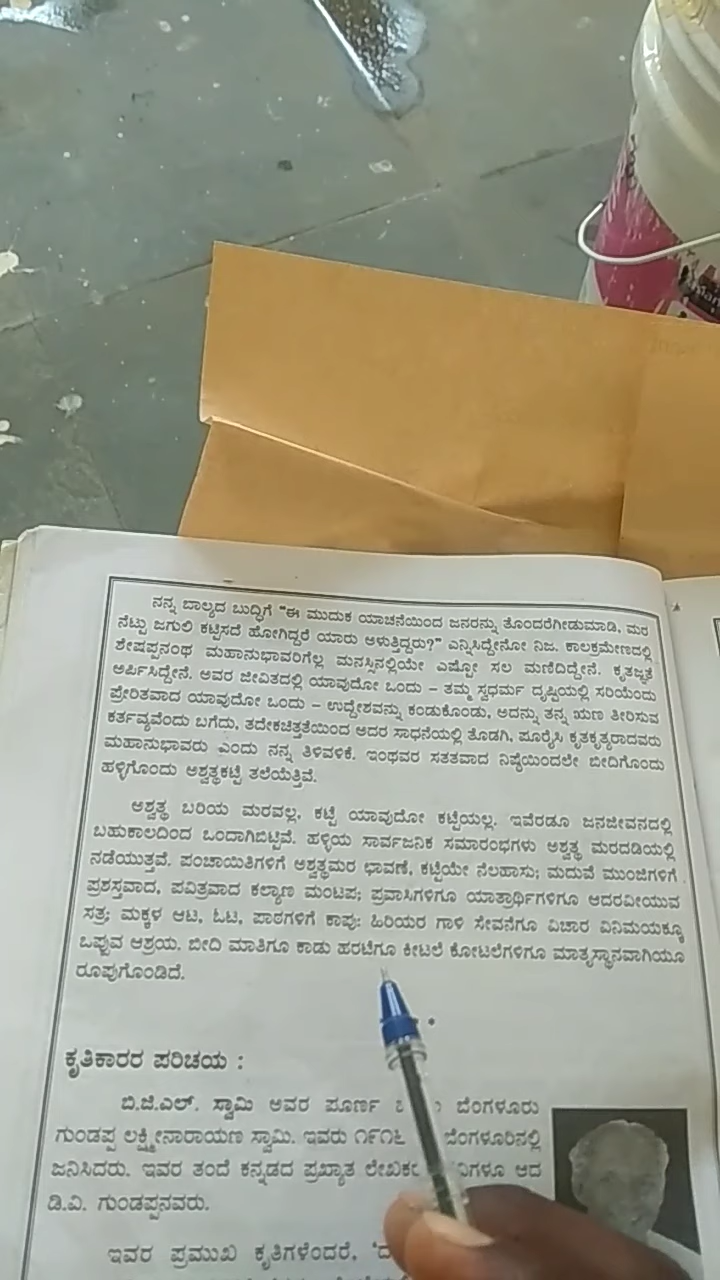 ನನ್ನ ಬಾಲ್ಯದ ಬುದ್ಧಿಗೆ "ಈ ಮುದುಕ ಯಾಚನೆಯಿಂದ ಜನರನ್ನು ತೊಂದರೆಗೀಡುಮಾಡಿ, ಮರ
ನೆಟ್ಟು ಜಗುಲಿ ಕಟ್ಟಿಸದೆ ಹೋಗಿದ್ದರೆ ಯಾರು ಅಳುತ್ತಿದ್ದರು?" ಎನ್ನಿಸಿದ್ದೇನೋ ನಿಜ. ಕಾಲಕ್ರಮೇಣದಲ್ಲಿ
ಶೇಷಪ್ಪನಂಥ ಮಹಾನುಭಾವರಿಗೆಲ್ಲ ಮನಸ್ಸಿನಲ್ಲಿಯೇ ಎಷ್ಟೋ ಸಲ ಮಣಿದಿದ್ದೇನೆ. ಕೃತಜ್ಞತೆ
ಅರ್ಪಿಸಿದ್ದೇನೆ. ಅವರ ಜೀವಿತದಲ್ಲಿ ಯಾವುದೋ ಒಂದು – ತಮ್ಮ ಸ್ವಧರ್ಮ ದೃಷ್ಟಿಯಲ್ಲಿ ಸರಿಯೆಂದು
ಪ್ರೇರಿತವಾದ ಯಾವುದೋ ಒಂದು – ಉದ್ದೇಶವನ್ನು ಕಂಡುಕೊಂಡು, ಅದನ್ನು ತನ್ನ ಋಣ ತೀರಿಸುವ
ಕರ್ತವ್ಯವೆಂದು ಬಗೆದು, ತದೇಕಚಿತ್ತತೆಯಿಂದ ಅದರ ಸಾಧನೆಯಲ್ಲಿ ತೊಡಗಿ, ಪೂರೈಸಿ ಕೃತಕೃತ್ಯರಾದವರು
ಮಹಾನುಭಾವರು ಎಂದು ನನ್ನ ತಿಳಿವಳಿಕೆ. ಇಂಥವರ ಸತತವಾದ ನಿಷ್ಠೆಯಿಂದಲೇ ಬೀದಿಗೊಂದು
ಹಳ್ಳಿಗೊಂದು ಅಶ್ವತ್ಥಕಟ್ಟೆ ತಲೆಯೆತ್ತಿವೆ.
ಅಶ್ವತ್ಥ ಬರಿಯ ಮರವಲ್ಲ, ಕಟ್ಟೆ ಯಾವುದೋ ಕಟ್ಟೆಯಲ್ಲ. ಇವೆರಡೂ ಜನಜೀವನದಲ್ಲಿ
ಬಹುಕಾಲದಿಂದ ಒಂದಾಗಿಬಿಟ್ಟಿವೆ. ಹಳ್ಳಿಯ ಸಾರ್ವಜನಿಕ ಸಮಾರಂಭಗಳು ಅಶ್ವತ್ಥ ಮರದಡಿಯಲ್ಲಿ
ನಡೆಯುತ್ತವೆ. ಪಂಚಾಯಿತಿಗಳಿಗೆ ಅಶ್ವತ್ಥಮರ ಛಾವಣಿ, ಕಟ್ಟೆಯೇ ನೆಲಹಾಸು; ಮದುವೆ ಮುಂಜಿಗಳಿಗೆ
ಪ್ರಶಸ್ತವಾದ, ಪವಿತ್ರವಾದ ಕಲ್ಯಾಣ ಮಂಟಪ; ಪ್ರವಾಸಿಗಳಿಗೂ ಯಾತ್ರಾರ್ಥಿಗಳಿಗೂ ಆದರವೀಯುವ
ಸತ್ರ; ಮಕ್ಕಳ ಆಟ, ಓಟ, ಪಾಠಗಳಿಗೆ ಕಾಪು; ಹಿರಿಯರ ಗಾಳಿ ಸೇವನೆಗೂ ವಿಚಾರ ವಿನಿಮಯಕ್ಕೂ
ಒಪ್ಪುವ ಆಶ್ರಯ. ಬೀದಿ ಮಾತಿಗೂ ಕಾಡು ಹರಟೆಗೂ ಕೀಟಲೆ ಕೋಟಲೆಗಳಿಗೂ ಮಾತೃಸ್ಥಾನವಾಗಿಯೂ
ರೂಪುಗೊಂಡಿದೆ.
ಕೃತಿಕಾರರ ಪರಿಚಯ :
ಬಿ.ಜಿ.ಎಲ್. ಸ್ವಾಮಿ ಅವರ ಪೂರ್ಣ ಬೆಂಗಳೂರು
ಗುಂಡಪ್ಪ ಲಕ್ಷ್ಮೀನಾರಾಯಣ ಸ್ವಾಮಿ. ಇವರು ೧೯೧೬ ಬೆಂಗಳೂರಿನಲ್ಲಿ
ಜನಿಸಿದರು. ಇವರ ತಂದೆ ಕನ್ನಡದ ಪ್ರಖ್ಯಾತ ಆದ
ಡಿ.ವಿ. ಗುಂಡಪ್ಪನವರು.
ಇವರ ಪ್ರಮುಖ ಕೃತಿಗಳೆಂದರೆ,